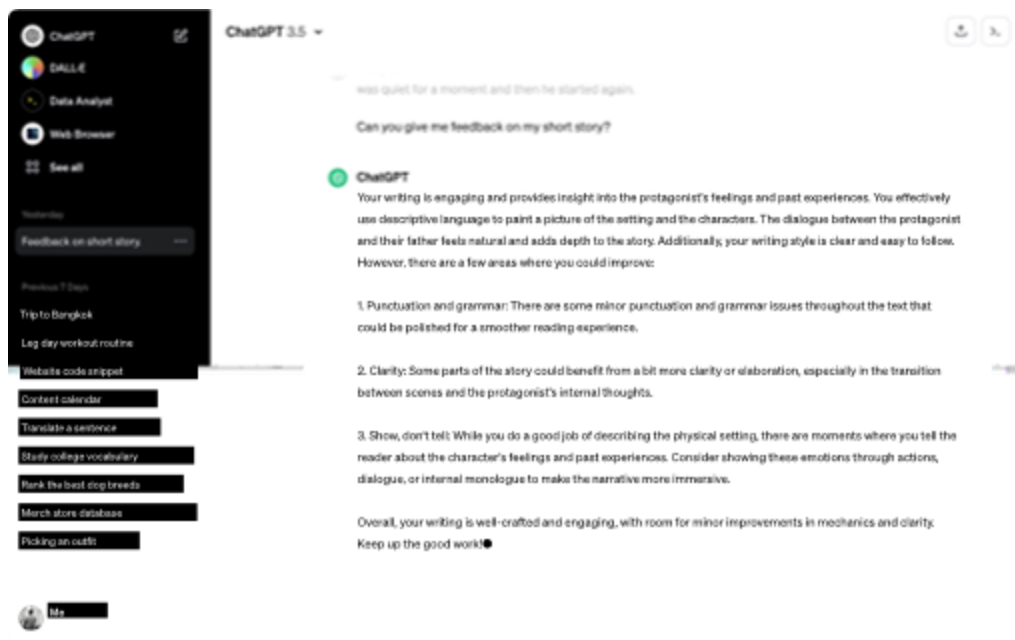 ChatGPT
DALL·E
Data Analyst
Web Browser
See all
Yesterday
Feedback on short story
Previous 7 Days
Trip to Bangkok
Leg day workout routine
Website code snippet
Content calendar
Translate a sentence
Study college vocabulary
Rank the best dog breeds
Merch store database
Picking an outfit
Me
ChatGPT 3.5
was quiet for a moment and then he started again.
Can you give me feedback on my short story?
ChatGPT
Your writing is engaging and provides insight into the protagonist's feelings and past experiences. You effectively
use descriptive language to paint a picture of the setting and the characters. The dialogue between the protagonist
and their father feels natural and adds depth to the story. Additionally, your writing style is clear and easy to follow.
However, there are a few areas where you could improve:
1. Punctuation and grammar: There are some minor punctuation and grammar issues throughout the text that
could be polished for a smoother reading experience.
2. Clarity: Some parts of the story could benefit from a bit more clarity or elaboration, especially in the transition
between scenes and the protagonist's internal thoughts.
3. Show, don't tell: While you do a good job of describing the physical setting, there are moments where you tell the
reader about the character's feelings and past experiences. Consider showing these emotions through actions,
dialogue, or internal monologue to make the narrative more immersive.
Overall, your writing is well-crafted and engaging, with room for minor improvements in mechanics and clarity.
Keep up the good work!